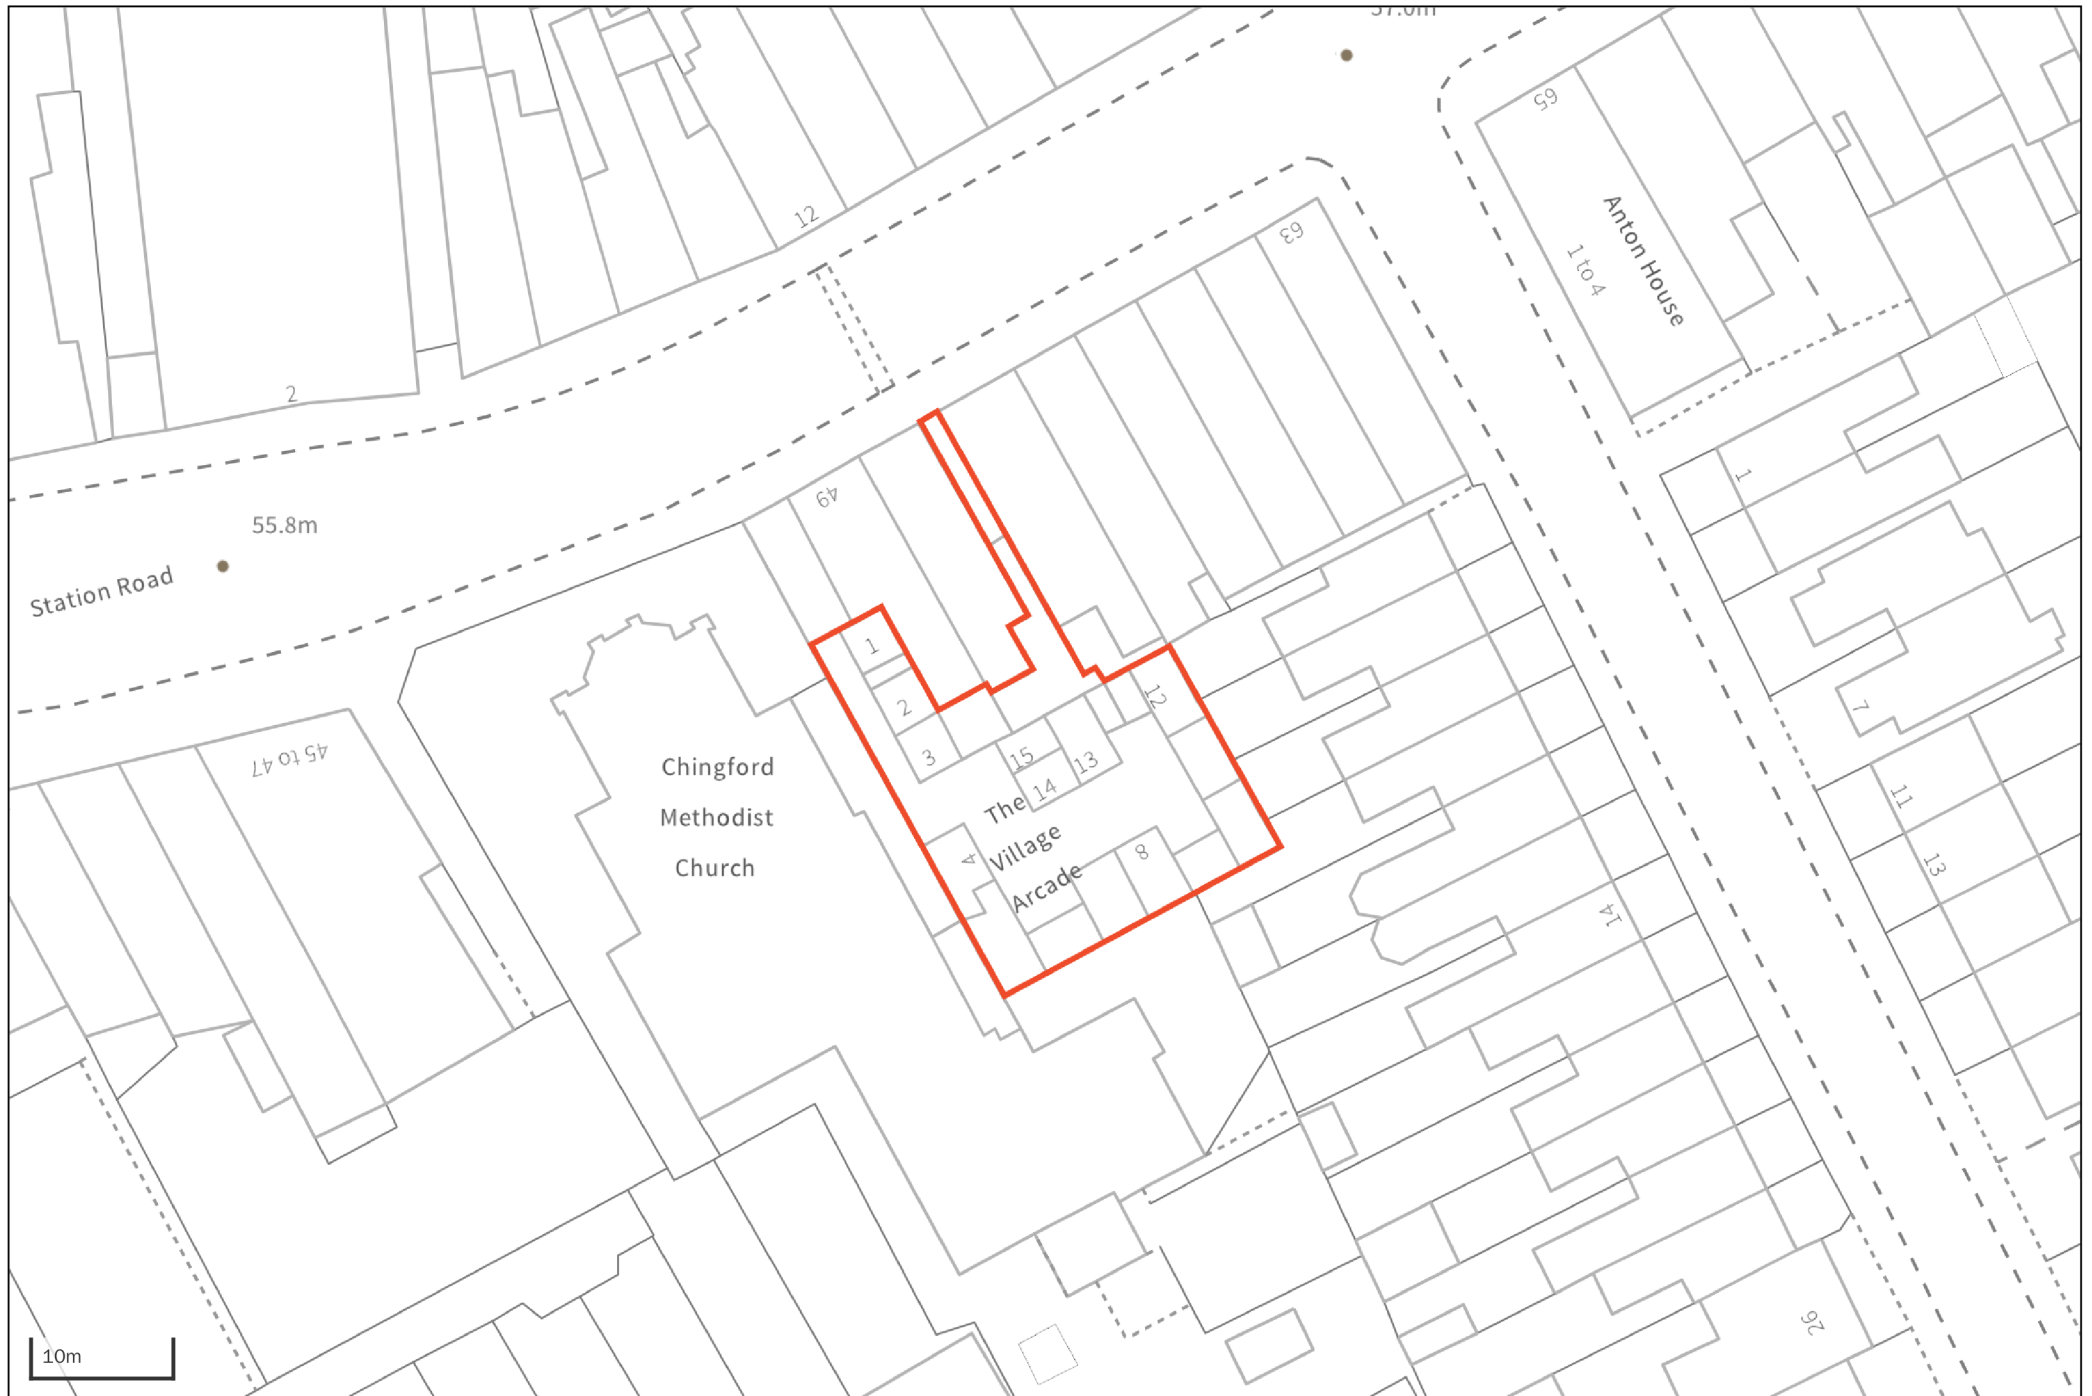 57.0m
65
12
Anton House
63
1 to 4
2
1
49
55.8m
Station Road
1
12
2
7
45 to 47
3
15
13
14
Chingford
Methodist
Church
The
Village
Arcade
4
8
11
13
14
26
10m